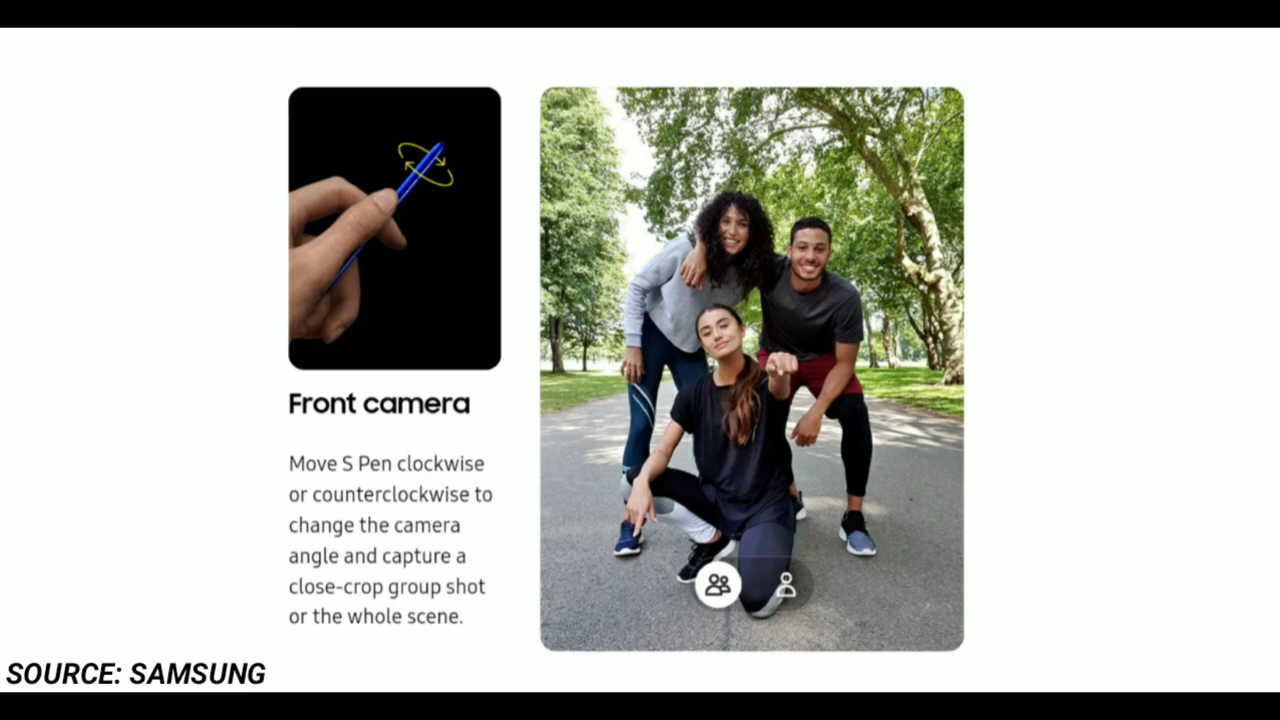 Front camera
Move S Pen clockwise
or counterclockwise to
change the camera
angle and capture a
close-crop group shot
or the whole scene.
SOURCE: SAMSUNG